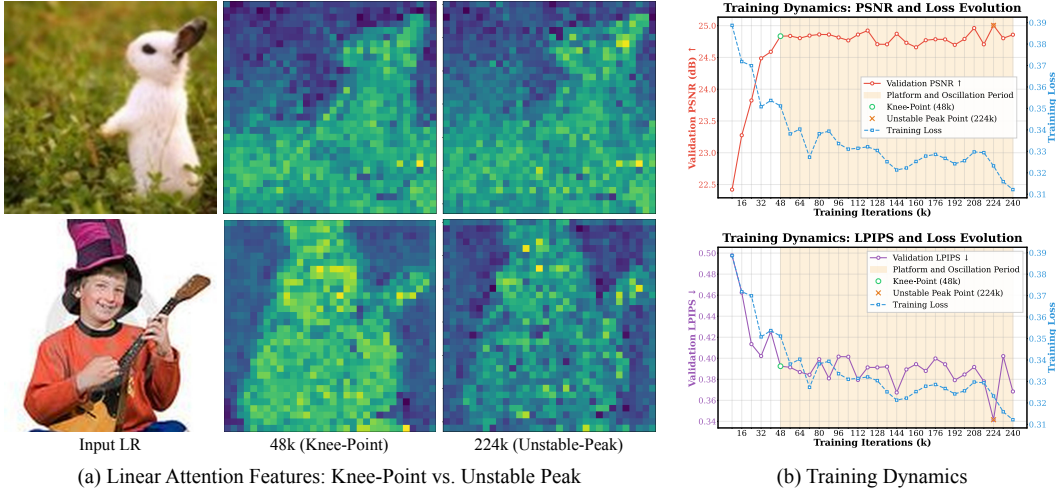 Input LR
48k (Knee-Point)
224k (Unstable-Peak)
(a) Linear Attention Features: Knee-Point vs. Unstable Peak
Training Dynamics: PSNR and Loss Evolution
Validation PSNR (dB) ↑
25.0
24.5
24.0
23.5
23.0
22.5
Validation PSNR ↑
Platform and Oscillation Period
Knee-Point (48k)
Unstable Peak Point (224k)
Training Loss
0.39
0.38
0.37
0.36
0.35
0.34
0.33
0.32
0.31
Training Loss
16 32 48 64 80 96 112 128 144 160 176 192 208 224 240
Training Iterations (k)
Training Dynamics: LPIPS and Loss Evolution
Validation LPIPS ↓
0.50
0.48
0.46
0.44
0.42
0.40
0.38
0.36
0.34
Validation LPIPS ↓
Platform and Oscillation Period
Knee-Point (48k)
Unstable Peak Point (224k)
Training Loss
0.39
0.38
0.37
0.36
0.35
0.34
0.33
0.32
0.31
Training Loss
16 32 48 64 80 96 112 128 144 160 176 192 208 224 240
Training Iterations (k)
(b) Training Dynamics